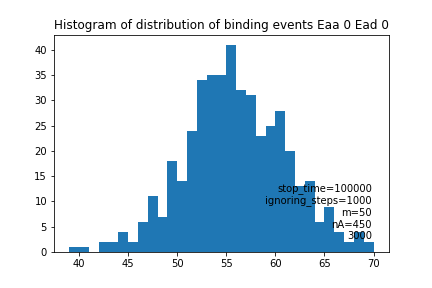 Histogram of distribution of binding events Eaa 0 Ead 0
40
35
30
25
20
15
10
5
0
stop_time=100000
ignoring_steps=1000
m=50
nA=450
3000
40 45 50 55 60 65 70